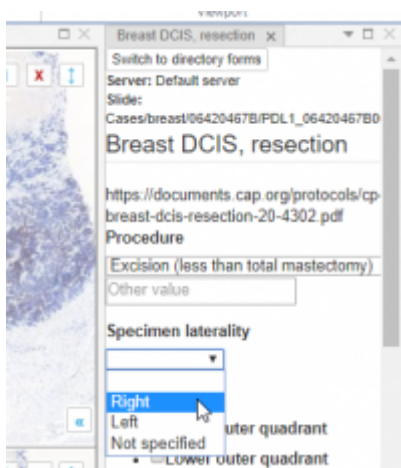 viewport
Breast DCIS, resection x
Switch to directory forms
Server: Default server
Slide:
Cases/breast/06420467B/PDL1_06420467B0
Breast DCIS, resection
https://documents.cap.org/protocols/cp-
breast-dcis-resection-20-4302.pdf
Procedure
Excision (less than total mastectomy)
Other value
Specimen laterality
Right
Left
uter quadrant
Not specified
Lower outer quadrant